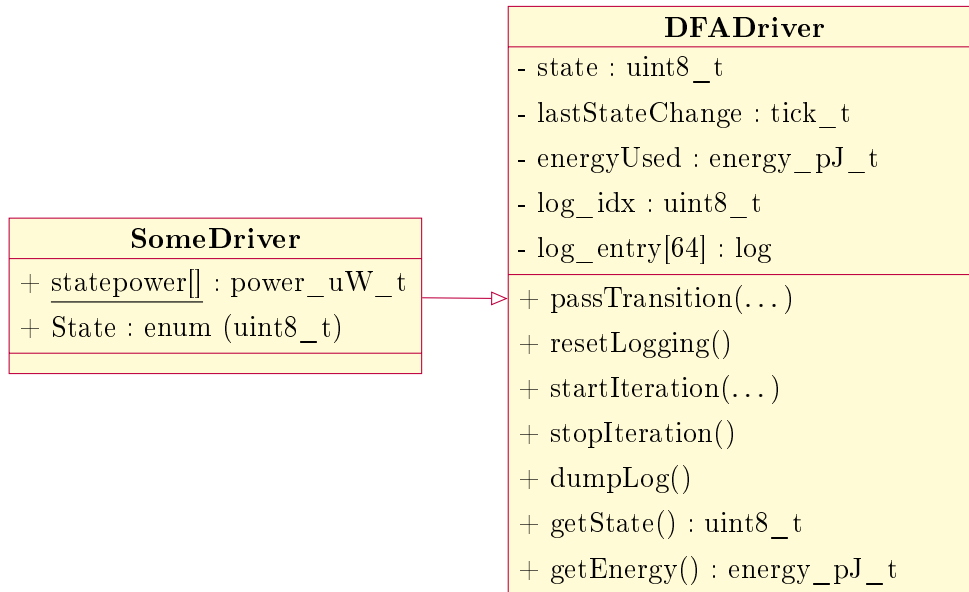 DFADriver
- state : uint8_t
- lastStateChange : tick_t
- energyUsed : energy_pJ_t
- log_idx : uint8_t
- log_entry[64] : log
+ passTransition(...)
+ resetLogging()
+ startIteration(...)
+ stopIteration()
+ dumpLog()
+ getState() : uint8_t
+ getEnergy() : energy_pJ_t
SomeDriver
+ statepower[] : power_uW_t
+ State : enum (uint8_t)